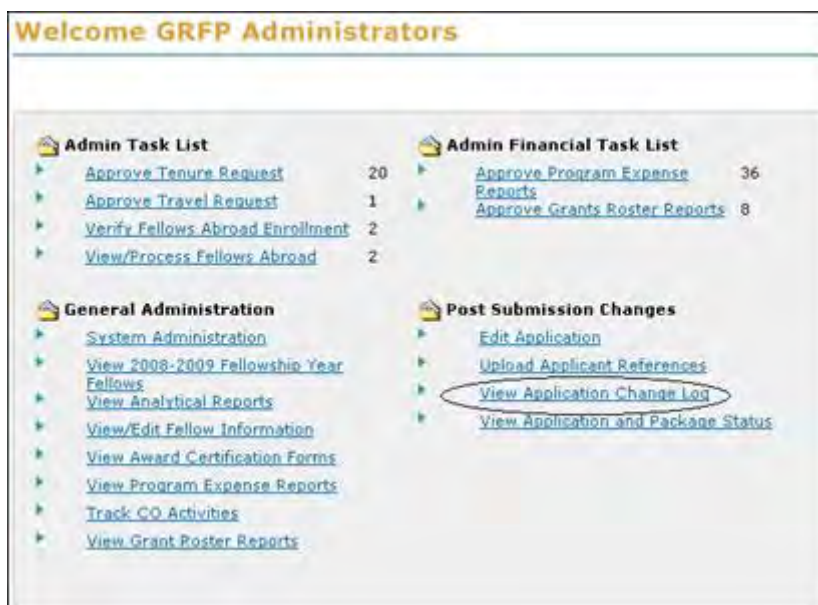 Welcome GRFP Administrators
Admin Task List
Approve Tenure Request 20
Approve Travel Request 1
Verify Fellows Abroad Enrollment 2
View/Process Fellows Abroad 2
Admin Financial Task List
Approve Program Expense 36
Reports
Approve Grants Roster Reports 8
General Administration
System Administration
View 2008-2009 Fellowship Year
Fellows
View Analytical Reports
View/Edit Fellow Information
View Award Certification Forms
View Program Expense Reports
Track CO Activities
View Grant Roster Reports
Post Submission Changes
Edit Application
Upload Applicant References
View Application Change Log
View Application and Package Status